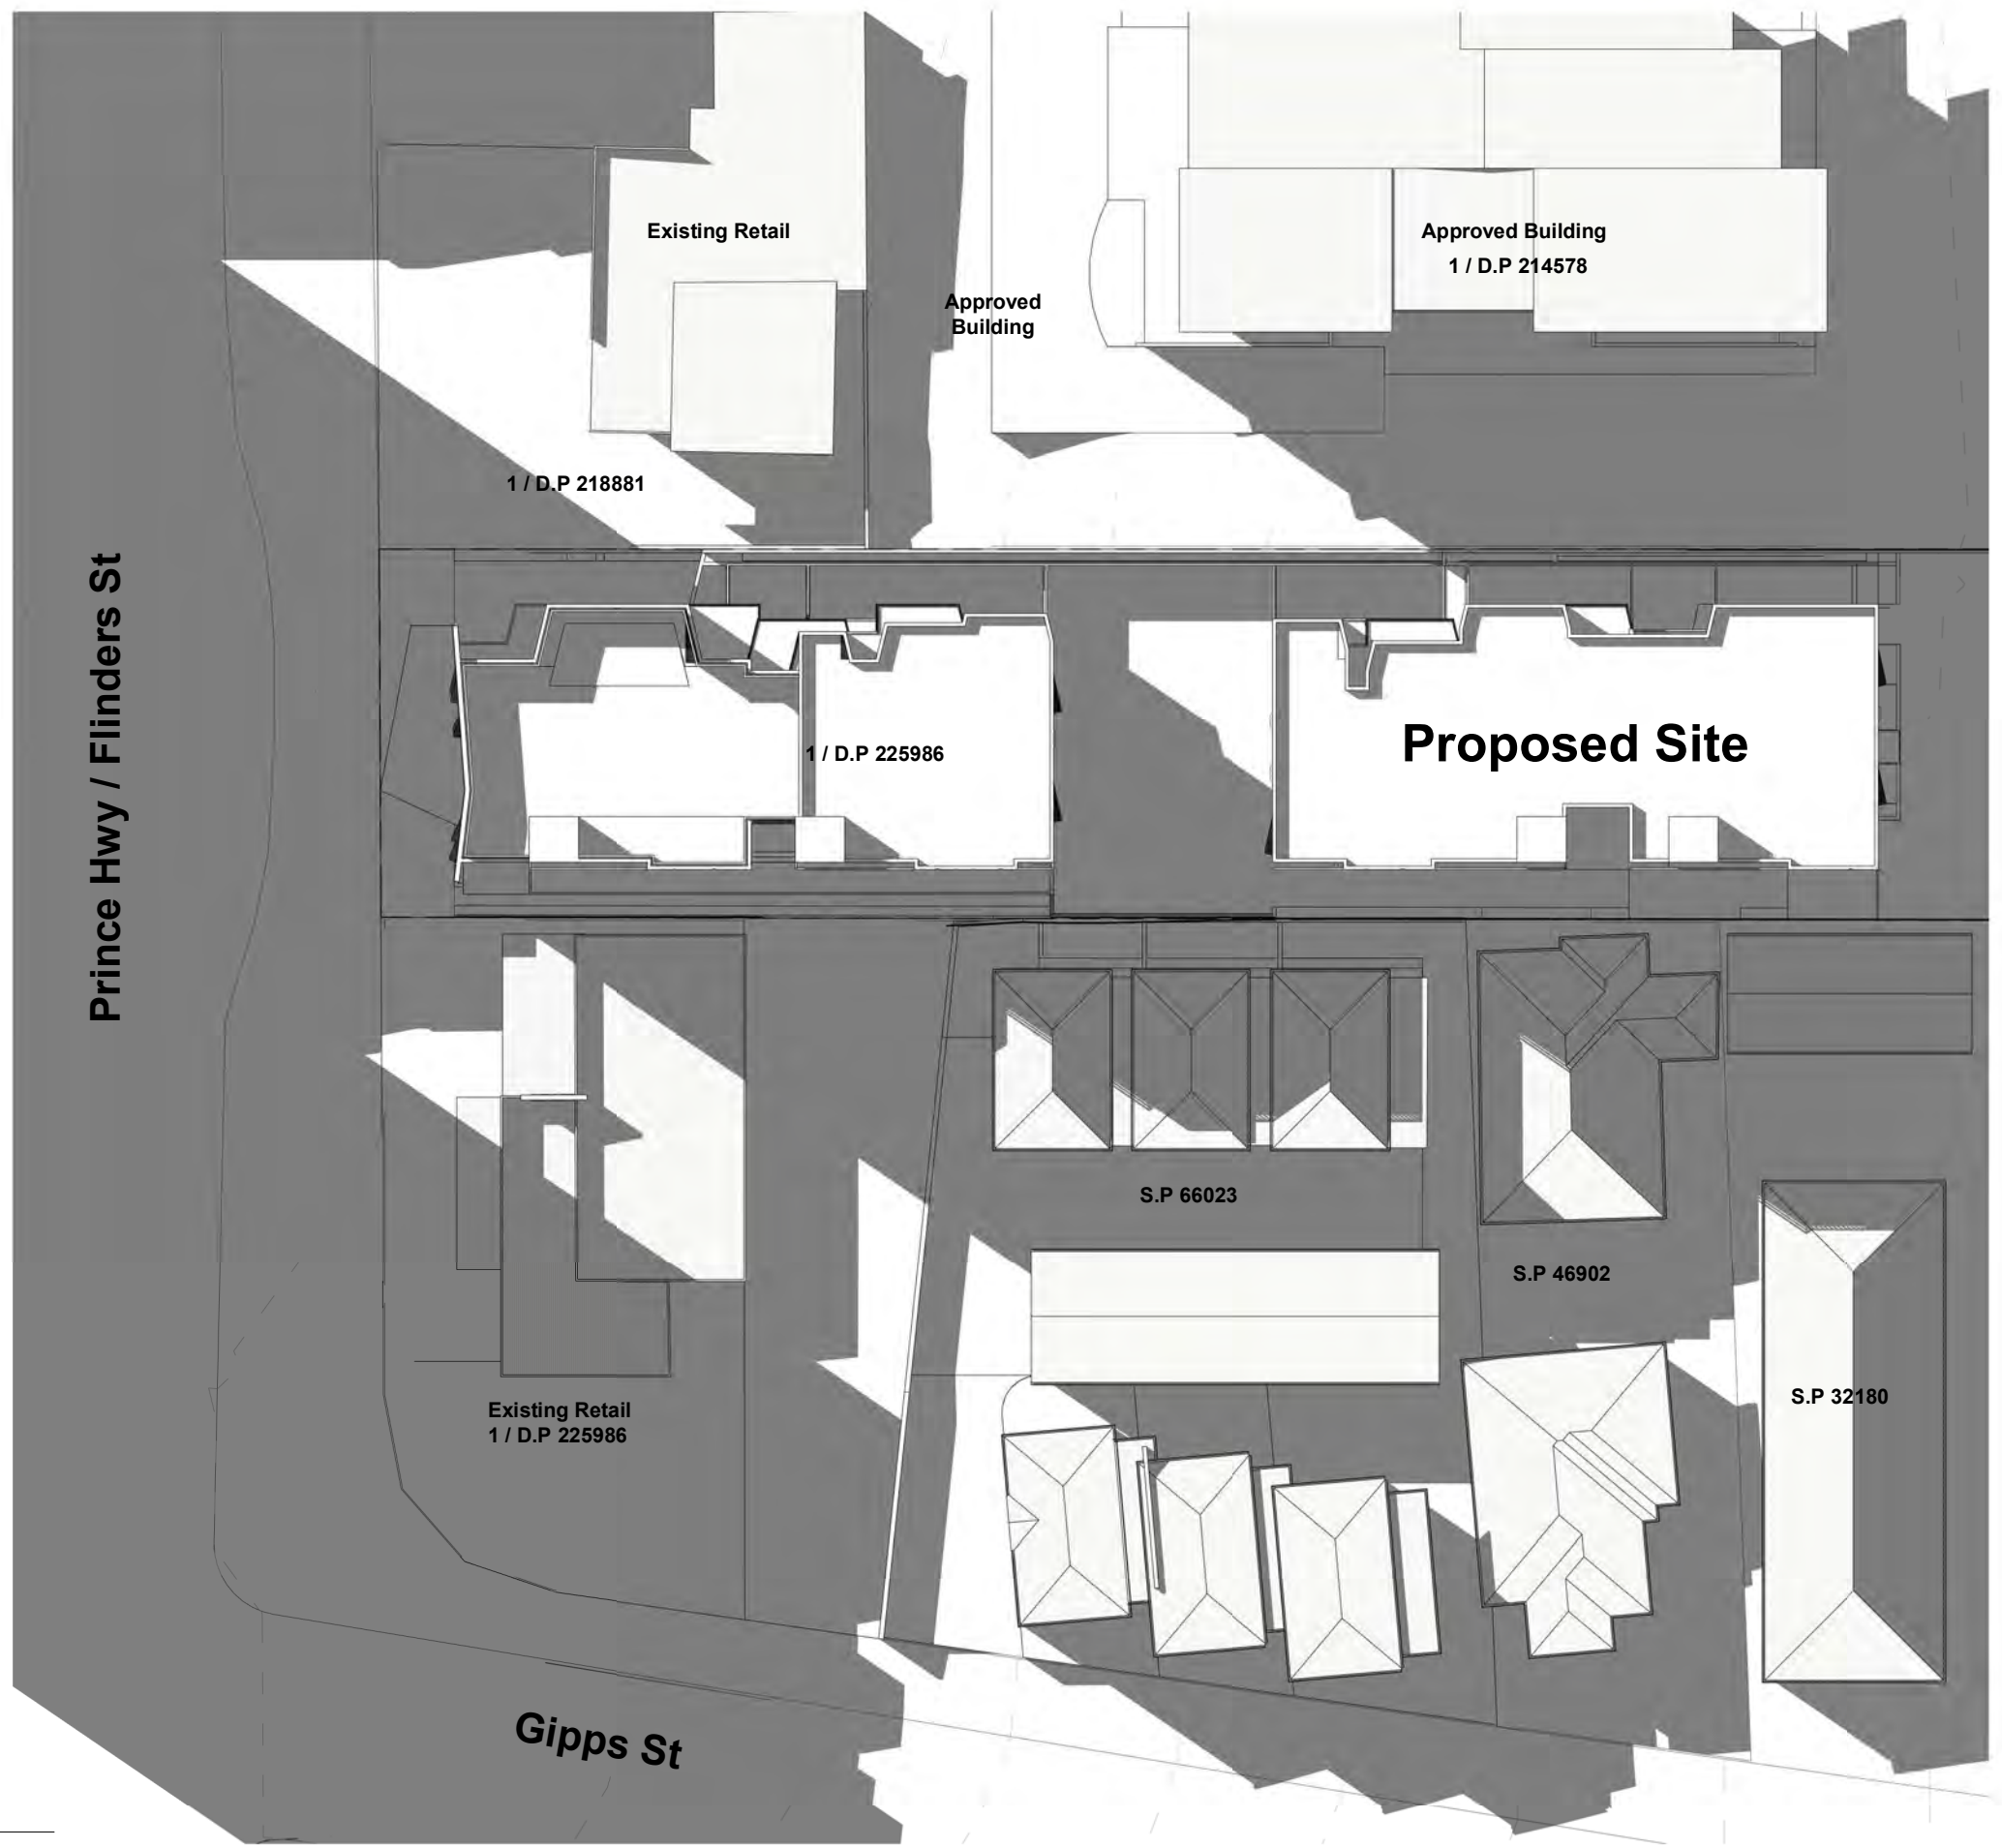 Existing Retail
Approved Building
1 / D.P 214578
Approved
Building
1 / D.P 218881
Prince Hwy / Flinders St
Proposed Site
1 / D.P 225986
S.P 66023
S.P 46902
S.P 32180
Existing Retail
1 / D.P 225986
Gipps St